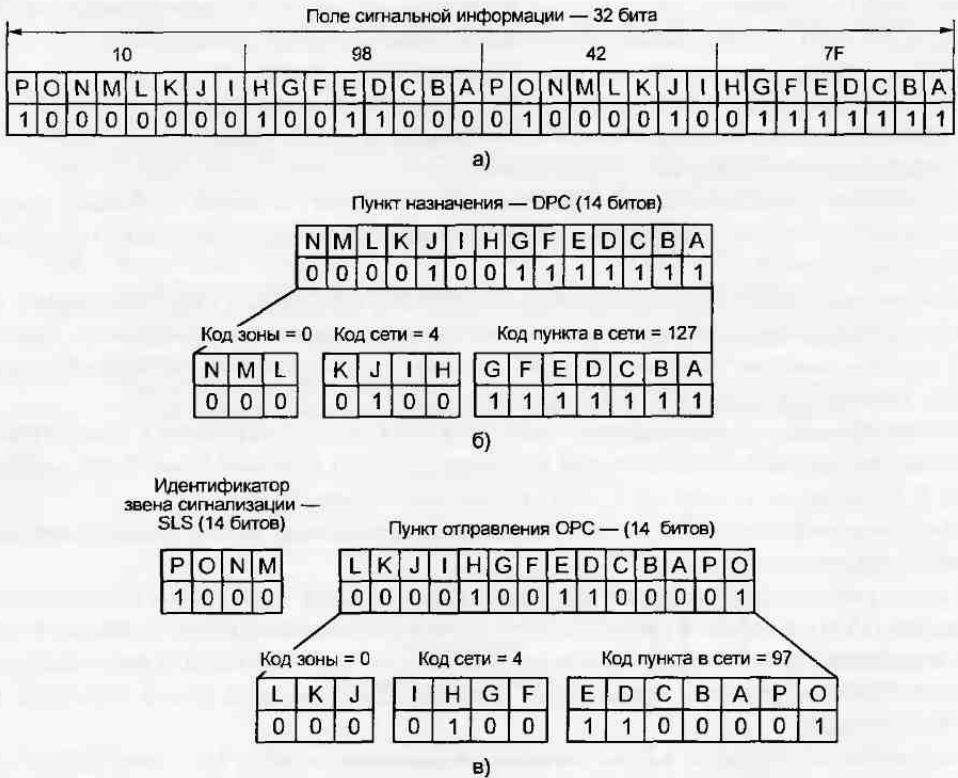 Поле сигнальной информации — 32 бита
10 98 42 7F
P O N M L K J I H G F E D C B A P O N M L K J I H G F E D C B A
1 0 0 0 0 0 0 0 1 0 0 1 1 0 0 0 0 1 0 0 0 0 1 0 0 1 1 1 1 1 1 1
а)
Пункт назначения — DPC (14 битов)
N M L K J I H G F E D C B A
0 0 0 0 1 0 0 1 1 1 1 1 1 1
Код зоны = 0 Код сети = 4 Код пункта в сети = 127
N M L K J I H G F E D C B A
0 0 0 0 1 0 0 1 1 1 1 1 1 1
б)
Идентификатор
звена сигнализации —
SLS (14 битов)
Пункт отправления OPC — (14 битов)
P O N M L K J I H G F E D C B A P O
1 0 0 0 0 0 0 0 1 0 0 1 1 0 0 0 0 1
Код зоны = 0 Код сети = 4 Код пункта в сети = 97
L K J I H G F E D C B A P O
0 0 0 0 1 0 0 1 1 0 0 0 0 1
в)